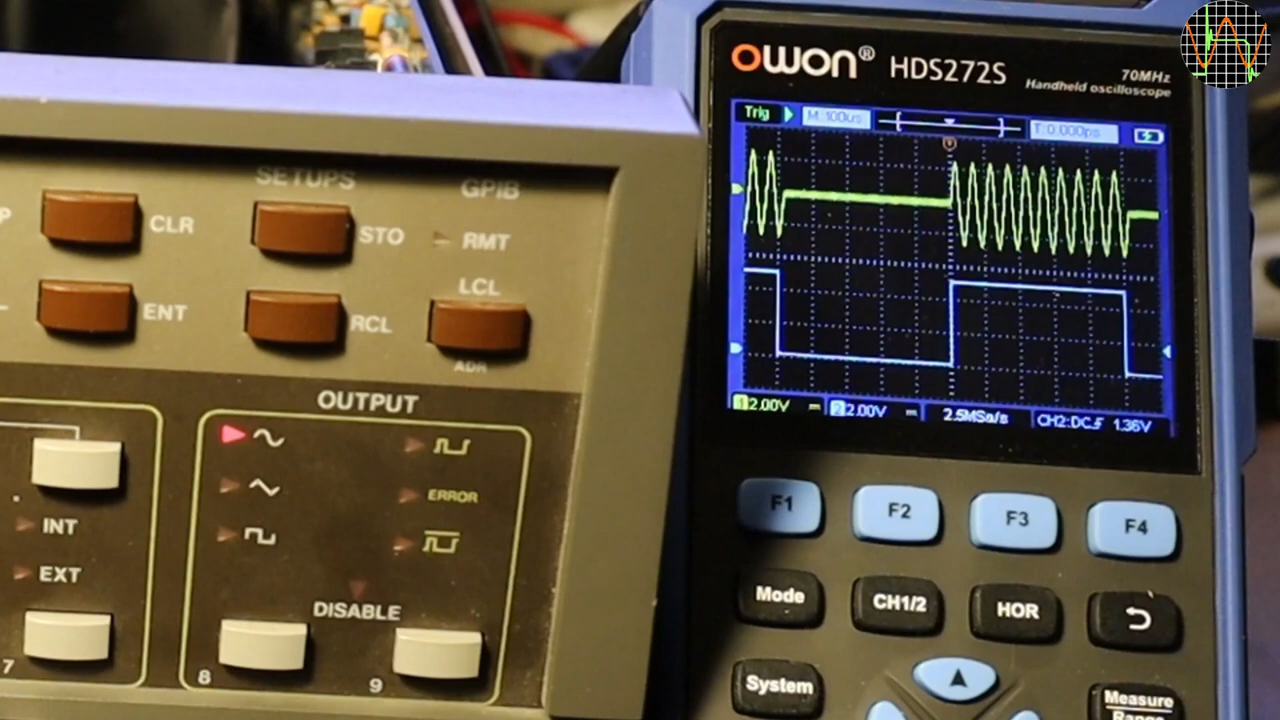 OWON® HDS272S
70MHz
Handheld oscilloscope
Trig M:100us T:0.000ps
1 2.00V 2 2.00V 2.5MSa/s CH2:DC 1.36V
SETUPS GPIB
P CLR STO RMT
LCL
ENT RCL
ADR
OUTPUT
ERROR
INT
EXT
DISABLE
7 8 9
F1 F2 F3 F4
Mode CH1/2 HOR
System Measure